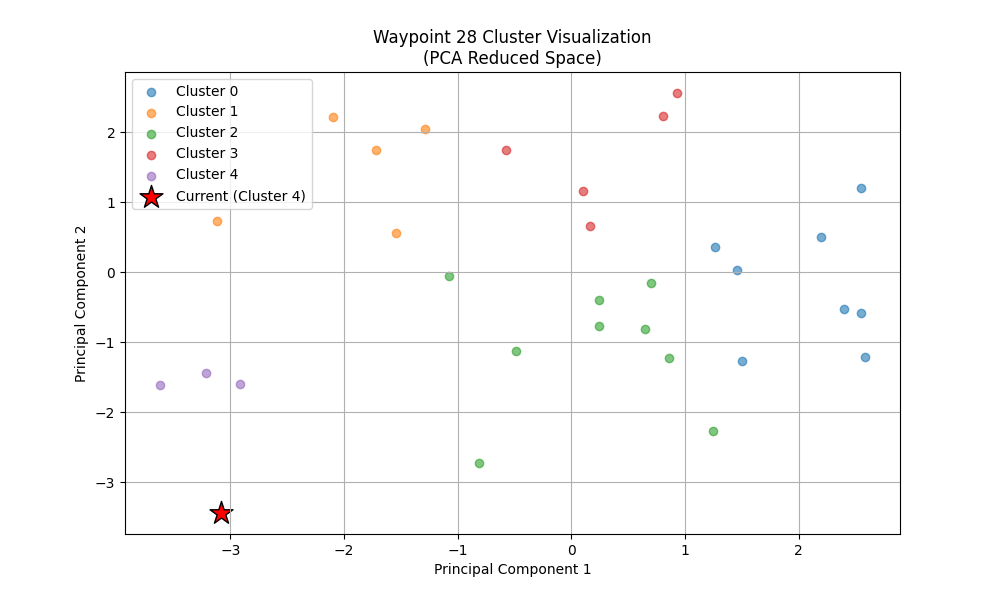 Waypoint 28 Cluster Visualization
(PCA Reduced Space)
Cluster 0
Cluster 1
Cluster 2
Cluster 3
Cluster 4
Current (Cluster 4)
2
1
0
−1
−2
−3
Principal Component 2
−3
−2
−1
0
1
2
Principal Component 1